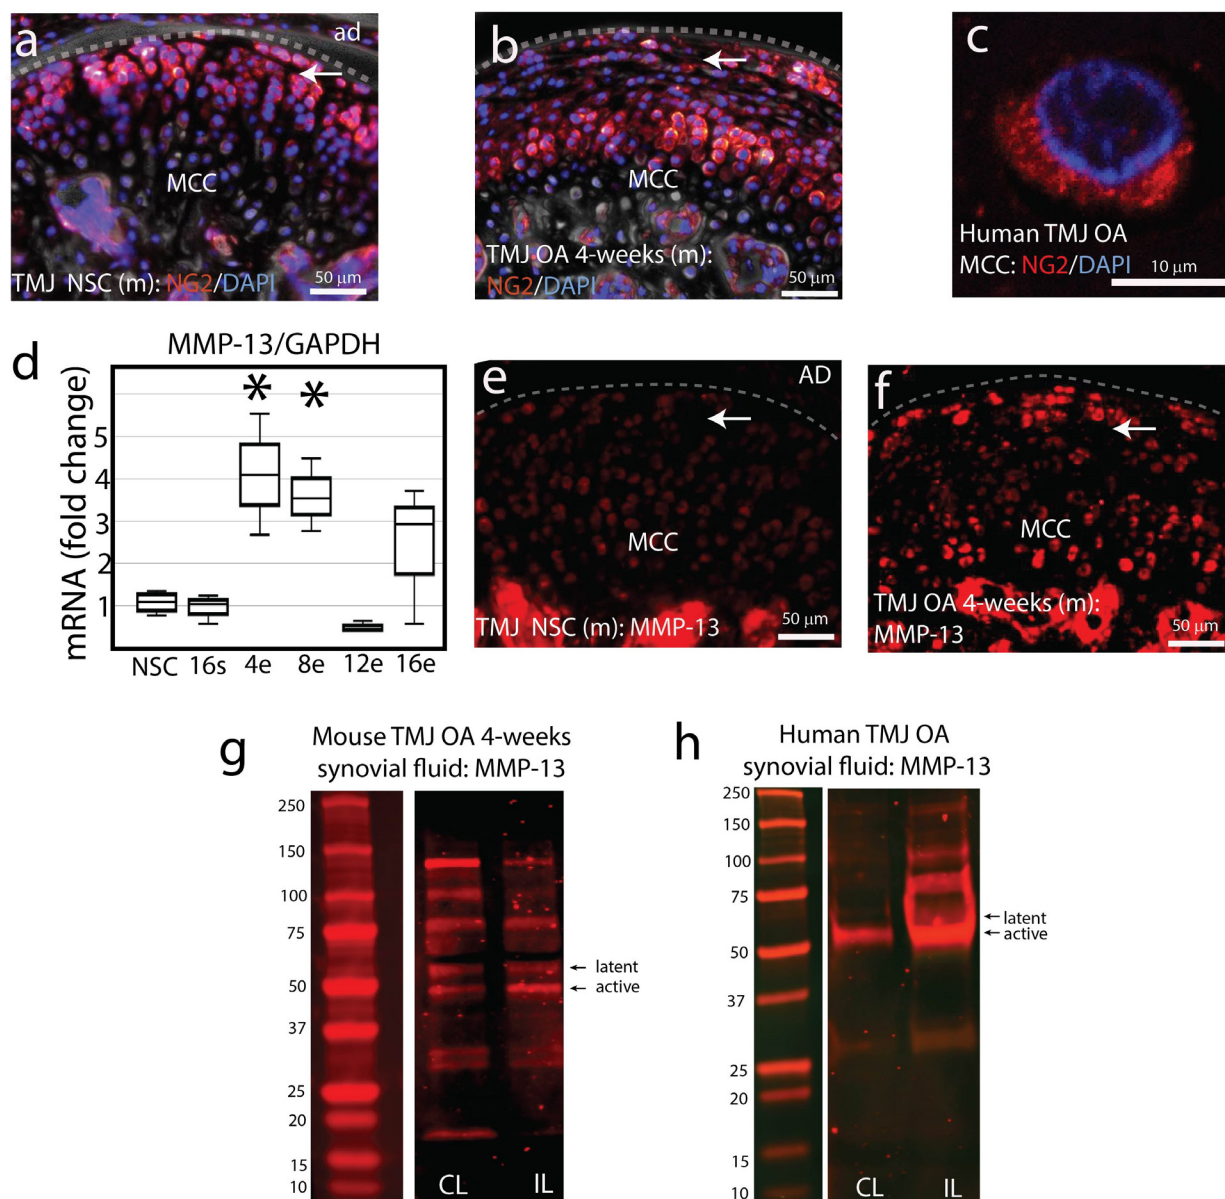 a
ad
MCC
TMJ NSC (m): NG2/DAPI
50 µm
b
MCC
TMJ OA 4-weeks (m):
NG2/DAPI
50 µm
c
Human TMJ OA
MCC: NG2/DAPI
10 µm
d
MMP-13/GAPDH
mRNA (fold change)
5
4
3
2
1
* *
NSC 16s 4e 8e 12e 16e
e
AD
MCC
TMJ NSC (m): MMP-13
50 µm
f
MCC
TMJ OA 4-weeks (m):
MMP-13
50 µm
g
Mouse TMJ OA 4-weeks
synovial fluid: MMP-13
250
150
100
75
50
37
25
20
15
10
latent
active
CL IL
h
Human TMJ OA
synovial fluid: MMP-13
250
150
100
75
50
37
25
20
15
10
latent
active
CL IL